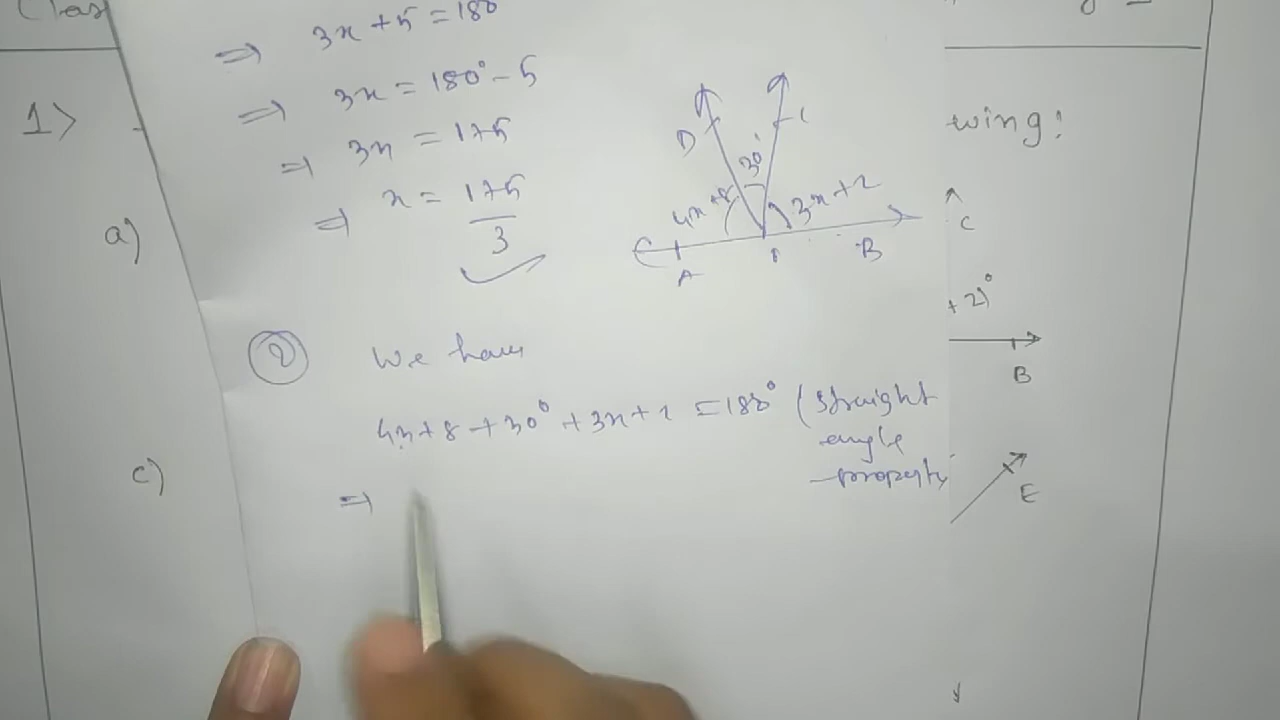 (las
⇒ 3x + 5 = 180
⇒ 3x = 180° - 5
⇒ 3x = 175
⇒ x = 175/3
D
C
30°
4x+8
3x+2
A
B
② We have
4x+8+30°+3x+2 = 180° (straight
angle
property
⇒
1>
a)
c)
wing:
C
+2)°
B
E